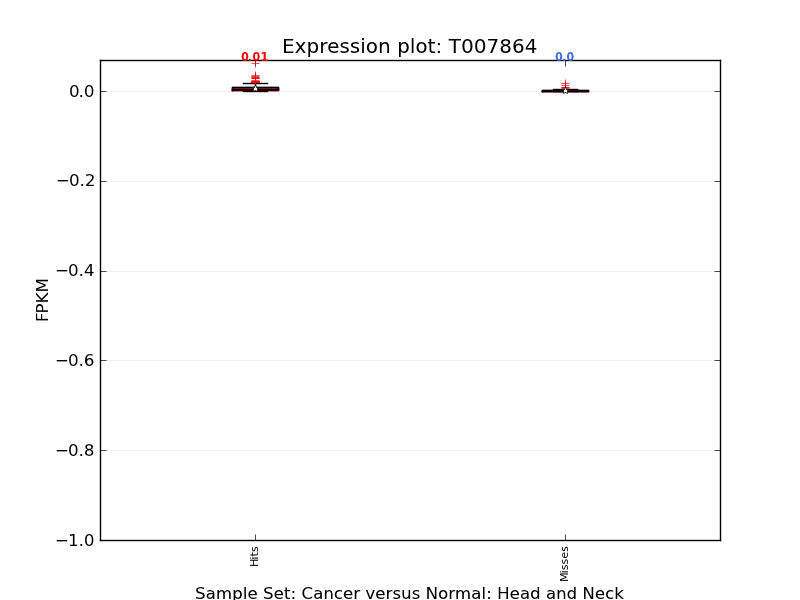 Expression plot: T007864
0.01
0.0
0.0
−0.2
−0.4
−0.6
−0.8
−1.0
FPKM
Hits
Misses
Sample Set: Cancer versus Normal: Head and Neck